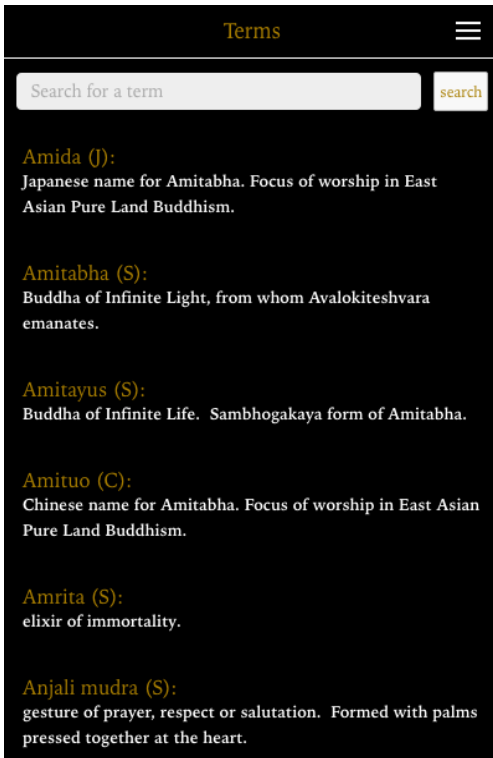 Terms
Search for a term
search
Amida (J):
Japanese name for Amitabha. Focus of worship in East
Asian Pure Land Buddhism.
Amitabha (S):
Buddha of Infinite Light, from whom Avalokiteshvara
emanates.
Amitayus (S):
Buddha of Infinite Life.  Sambhogakaya form of Amitabha.
Amituo (C):
Chinese name for Amitabha. Focus of worship in East Asian
Pure Land Buddhism.
Amrita (S):
elixir of immortality.
Anjali mudra (S):
gesture of prayer, respect or salutation.  Formed with palms
pressed together at the heart.